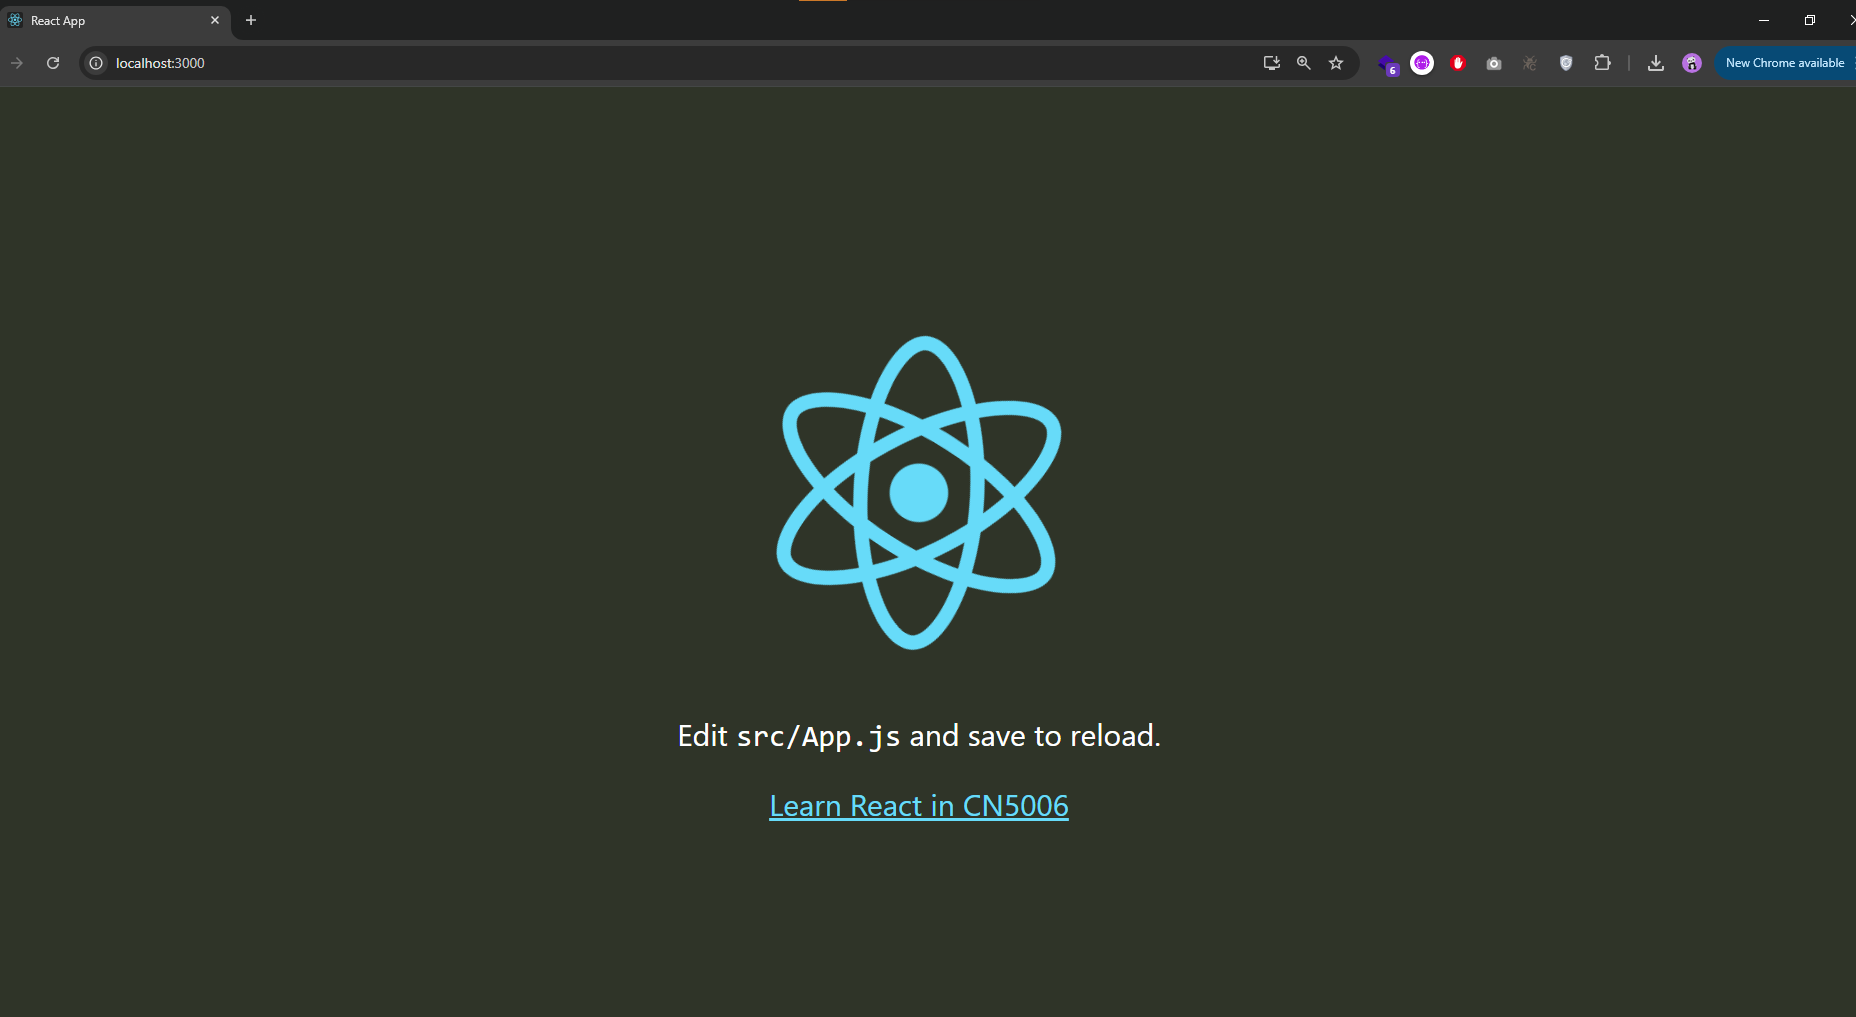 React App
localhost:3000
6
New Chrome available
Edit src/App.js and save to reload.
Learn React in CN5006